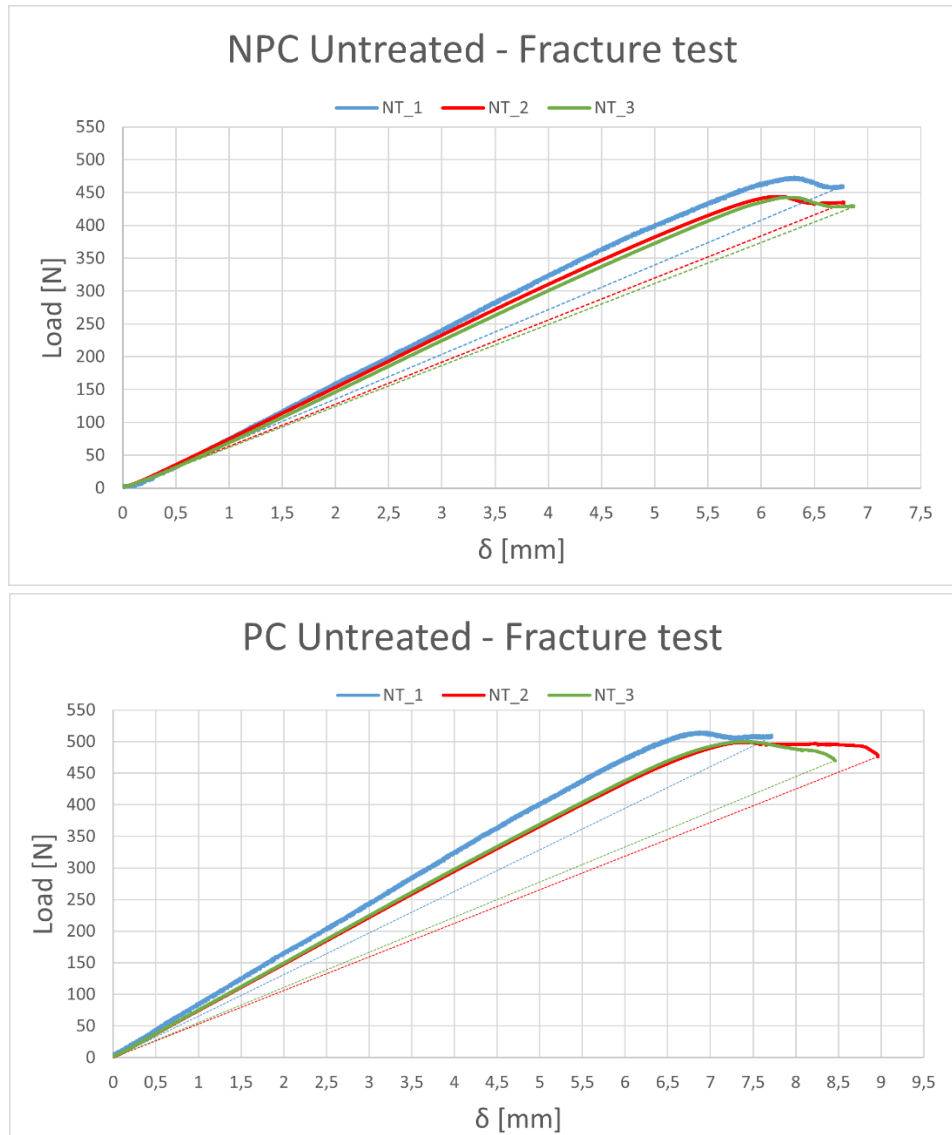 NPC Untreated - Fracture test
NT_1 NT_2 NT_3
550
500
450
400
350
300
250
200
150
100
50
0
Load [N]
0 0,5 1 1,5 2 2,5 3 3,5 4 4,5 5 5,5 6 6,5 7 7,5
δ [mm]
PC Untreated - Fracture test
NT_1 NT_2 NT_3
550
500
450
400
350
300
250
200
150
100
50
0
Load [N]
0 0,5 1 1,5 2 2,5 3 3,5 4 4,5 5 5,5 6 6,5 7 7,5 8 8,5 9 9,5
δ [mm]